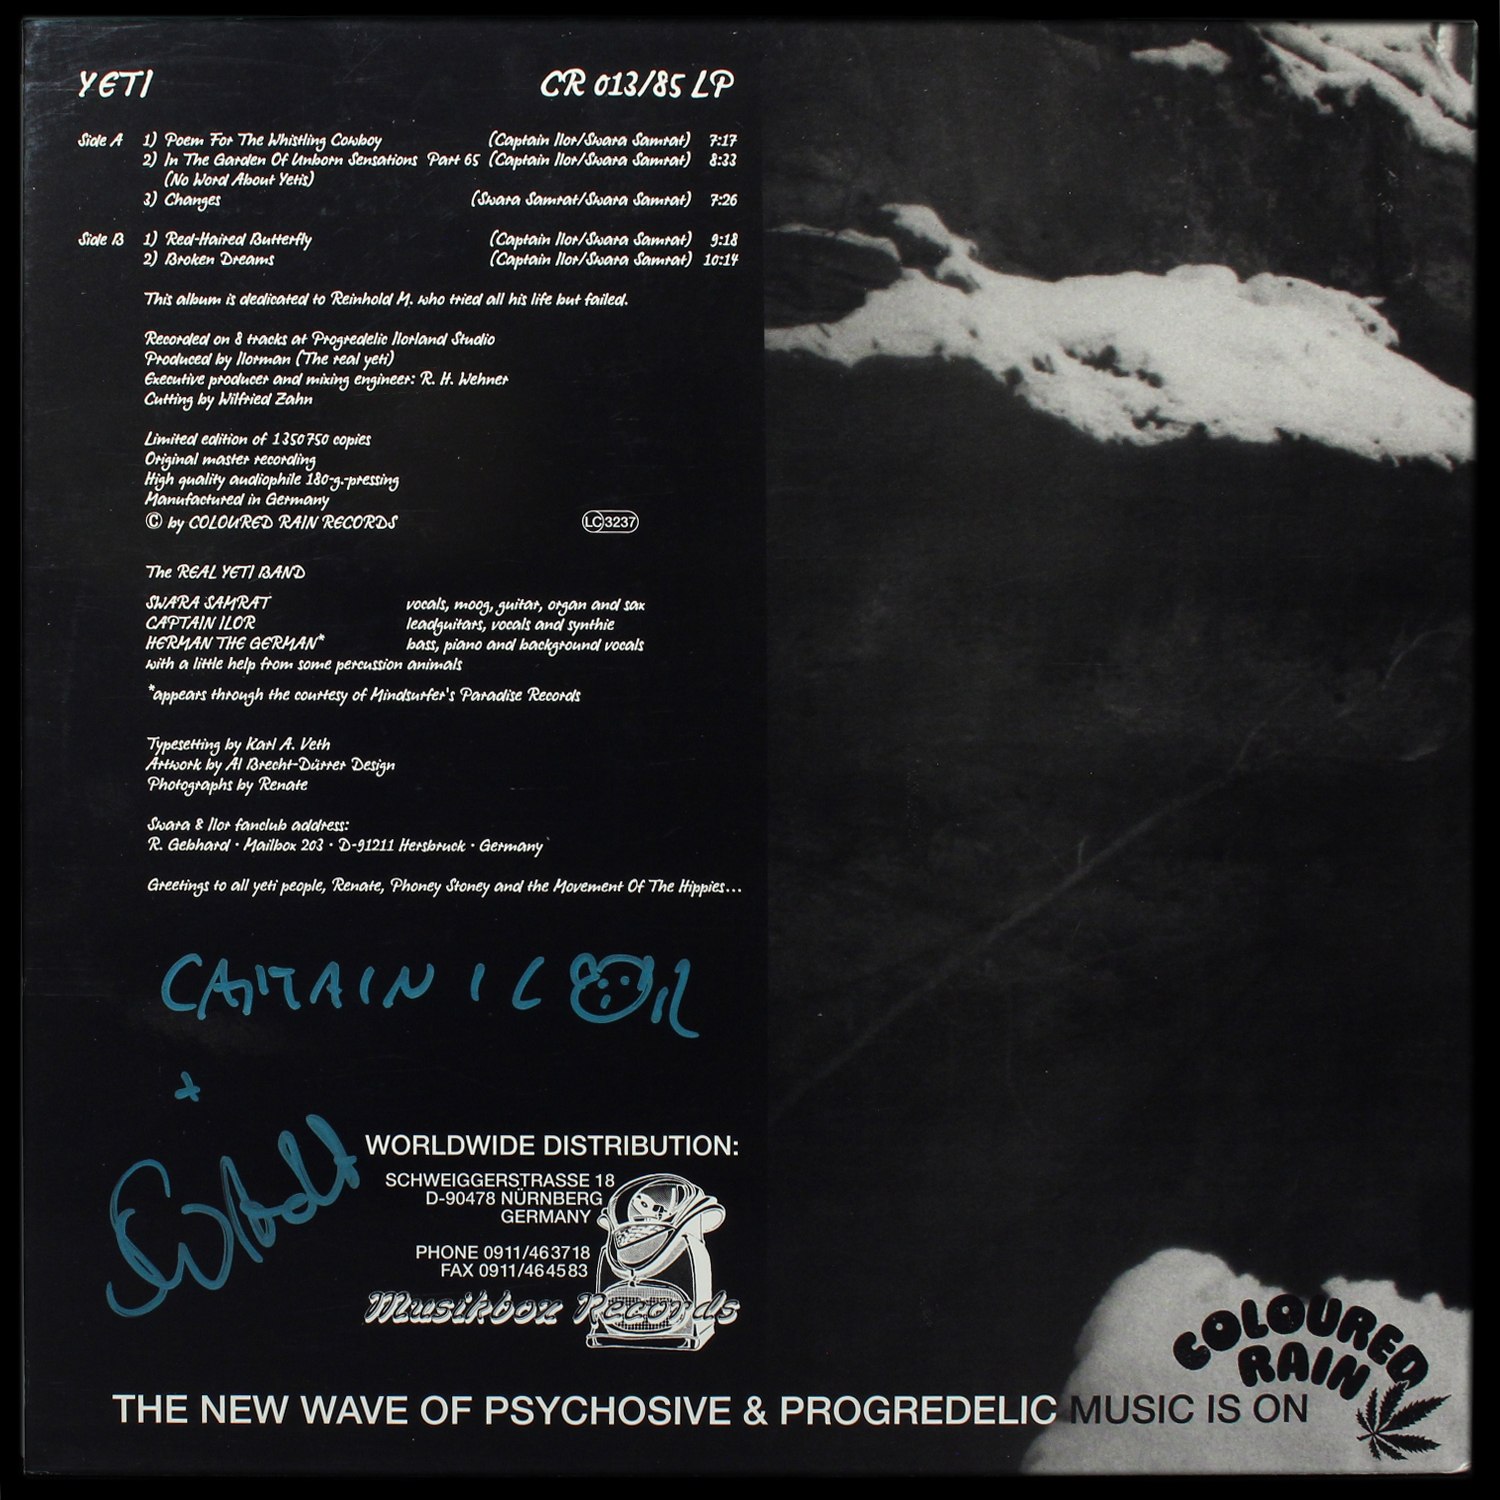 YETI CR 013/85 LP
Side A 1) Poem For The Whistling Cowboy (Captain Ilor/Swara Samrat) 7:17
2) In The Garden Of Unborn Sensations Part 65 (Captain Ilor/Swara Samrat) 8:33
(No Word About Yetis)
3) Changes (Swara Samrat/Swara Samrat) 7:26
Side B 1) Red-Haired Butterfly (Captain Ilor/Swara Samrat) 9:18
2) Broken Dreams (Captain Ilor/Swara Samrat) 10:14
This album is dedicated to Reinhold M. who tried all his life but failed.
Recorded on 8 tracks at Progredelic Ilorland Studio
Produced by Ilorman (The real yeti)
Executive producer and mixing engineer: R. H. Wehner
Cutting by Wilfried Zahn
Limited edition of 1350750 copies
Original master recording
High quality audiophile 180-g.-pressing
Manufactured in Germany
© by COLOURED RAIN RECORDS LC 3237
The REAL YETI BAND
SWARA SAMRAT vocals, moog, guitar, organ and sax
CAPTAIN ILOR leadguitars, vocals and synthie
HERMAN THE GERMAN* bass, piano and background vocals
with a little help from some percussion animals
*appears through the courtesy of Mindsurfer's Paradise Records
Typesetting by Karl A. Veth
Artwork by Al Brecht-Dürrer Design
Photographs by Renate
Swara & Ilor fanclub address:
R. Gebhard · Mailbox 203 · D-91211 Hersbruck · Germany
Greetings to all yeti people, Renate, Phoney Stoney and the Movement Of The Hippies...
CAPTAIN ILOR
+
WORLDWIDE DISTRIBUTION:
SCHWEIGGERSTRASSE 18
D-90478 NÜRNBERG
GERMANY
PHONE 0911/463718
FAX 0911/464583
Musikbox Records
COLOURED
RAIN
THE NEW WAVE OF PSYCHOSIVE & PROGREDELIC MUSIC IS ON